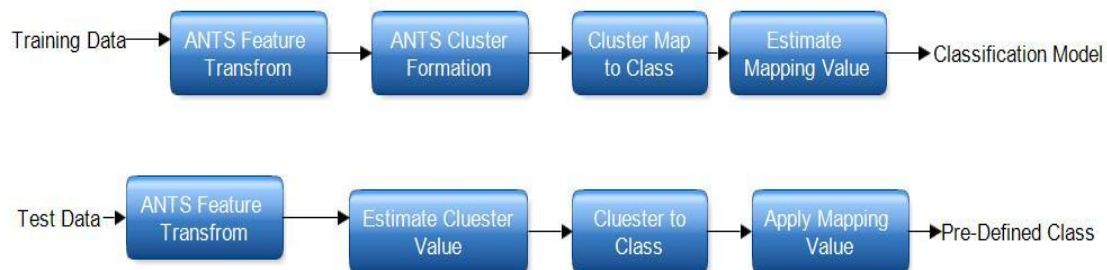 Training Data
ANTS Feature
Transfrom
ANTS Cluster
Formation
Cluster Map
to Class
Estimate
Mapping Value
Classification Model
Test Data
ANTS Feature
Transfrom
Estimate Cluester
Value
Cluester to
Class
Apply Mapping
Value
Pre-Defined Class